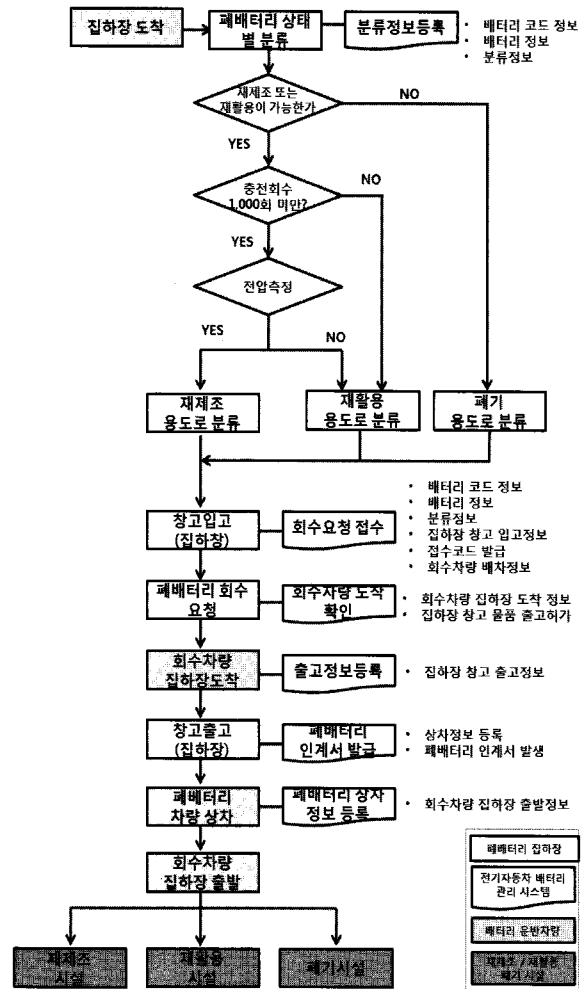 집하장 도착
폐배터리 상태
별 분류
분류정보등록
• 배터리 코드 정보
• 배터리 정보
• 분류정보
재제조 또는
재활용이 가능한가
NO
YES
충전회수
1,000회 미만?
NO
YES
전압측정
YES
NO
재제조
용도로 분류
재활용
용도로 분류
폐기
용도로 분류
창고입고
(집하장)
회수요청 접수
• 배터리 코드 정보
• 배터리 정보
• 분류정보
• 집하장 창고 입고정보
• 접수코드 발급
• 회수차량 배차정보
폐배터리 회수
요청
회수차량 도착
확인
• 회수차량 집하장 도착 정보
• 집하장 창고 물품 출고허가
회수차량
집하장도착
출고정보등록
• 집하장 창고 출고정보
창고출고
(집하장)
폐배터리
인계서 발급
• 상차정보 등록
• 폐배터리 인계서 발생
폐베터리
차량 상차
폐배터리 상차
정보 등록
• 회수차량 집하장 출발정보
회수차량
집하장 출발
재제조
시설
재활용
시설
폐기시설
폐배터리 집하장
전기자동차 배터리
관리 시스템
배터리 운반차량
재제조 / 재활용
폐기 시설